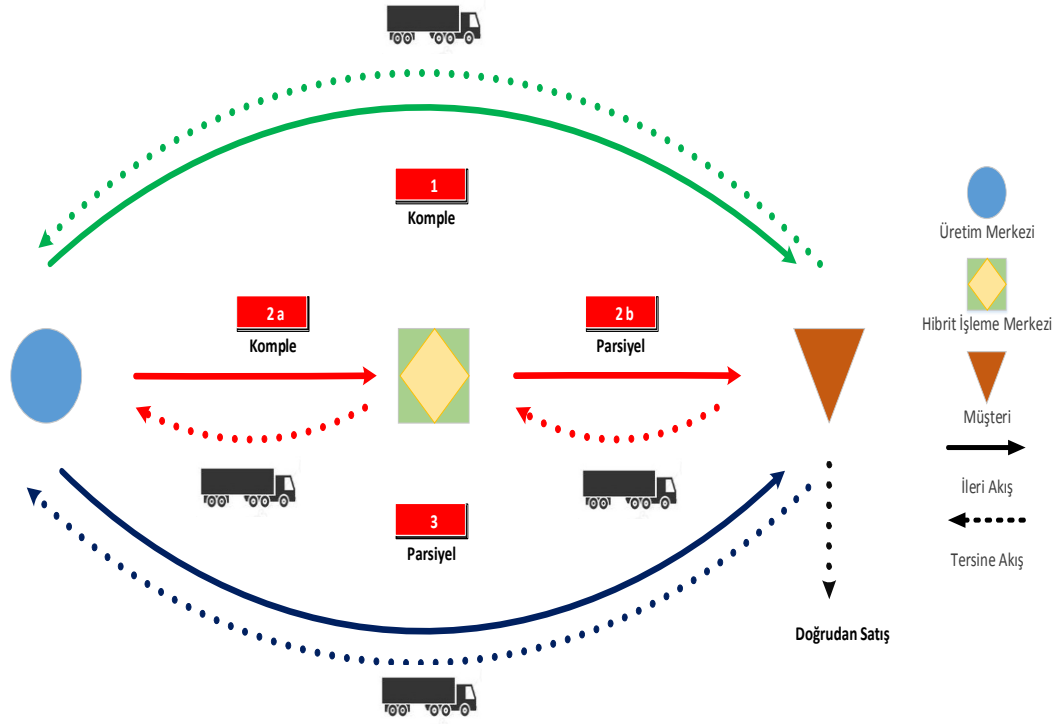 1
Komple
2 a
Komple
2 b
Parsiyel
3
Parsiyel
Doğrudan Satış
Üretim Merkezi
Hibrit İşleme Merkezi
Müşteri
İleri Akış
Tersine Akış